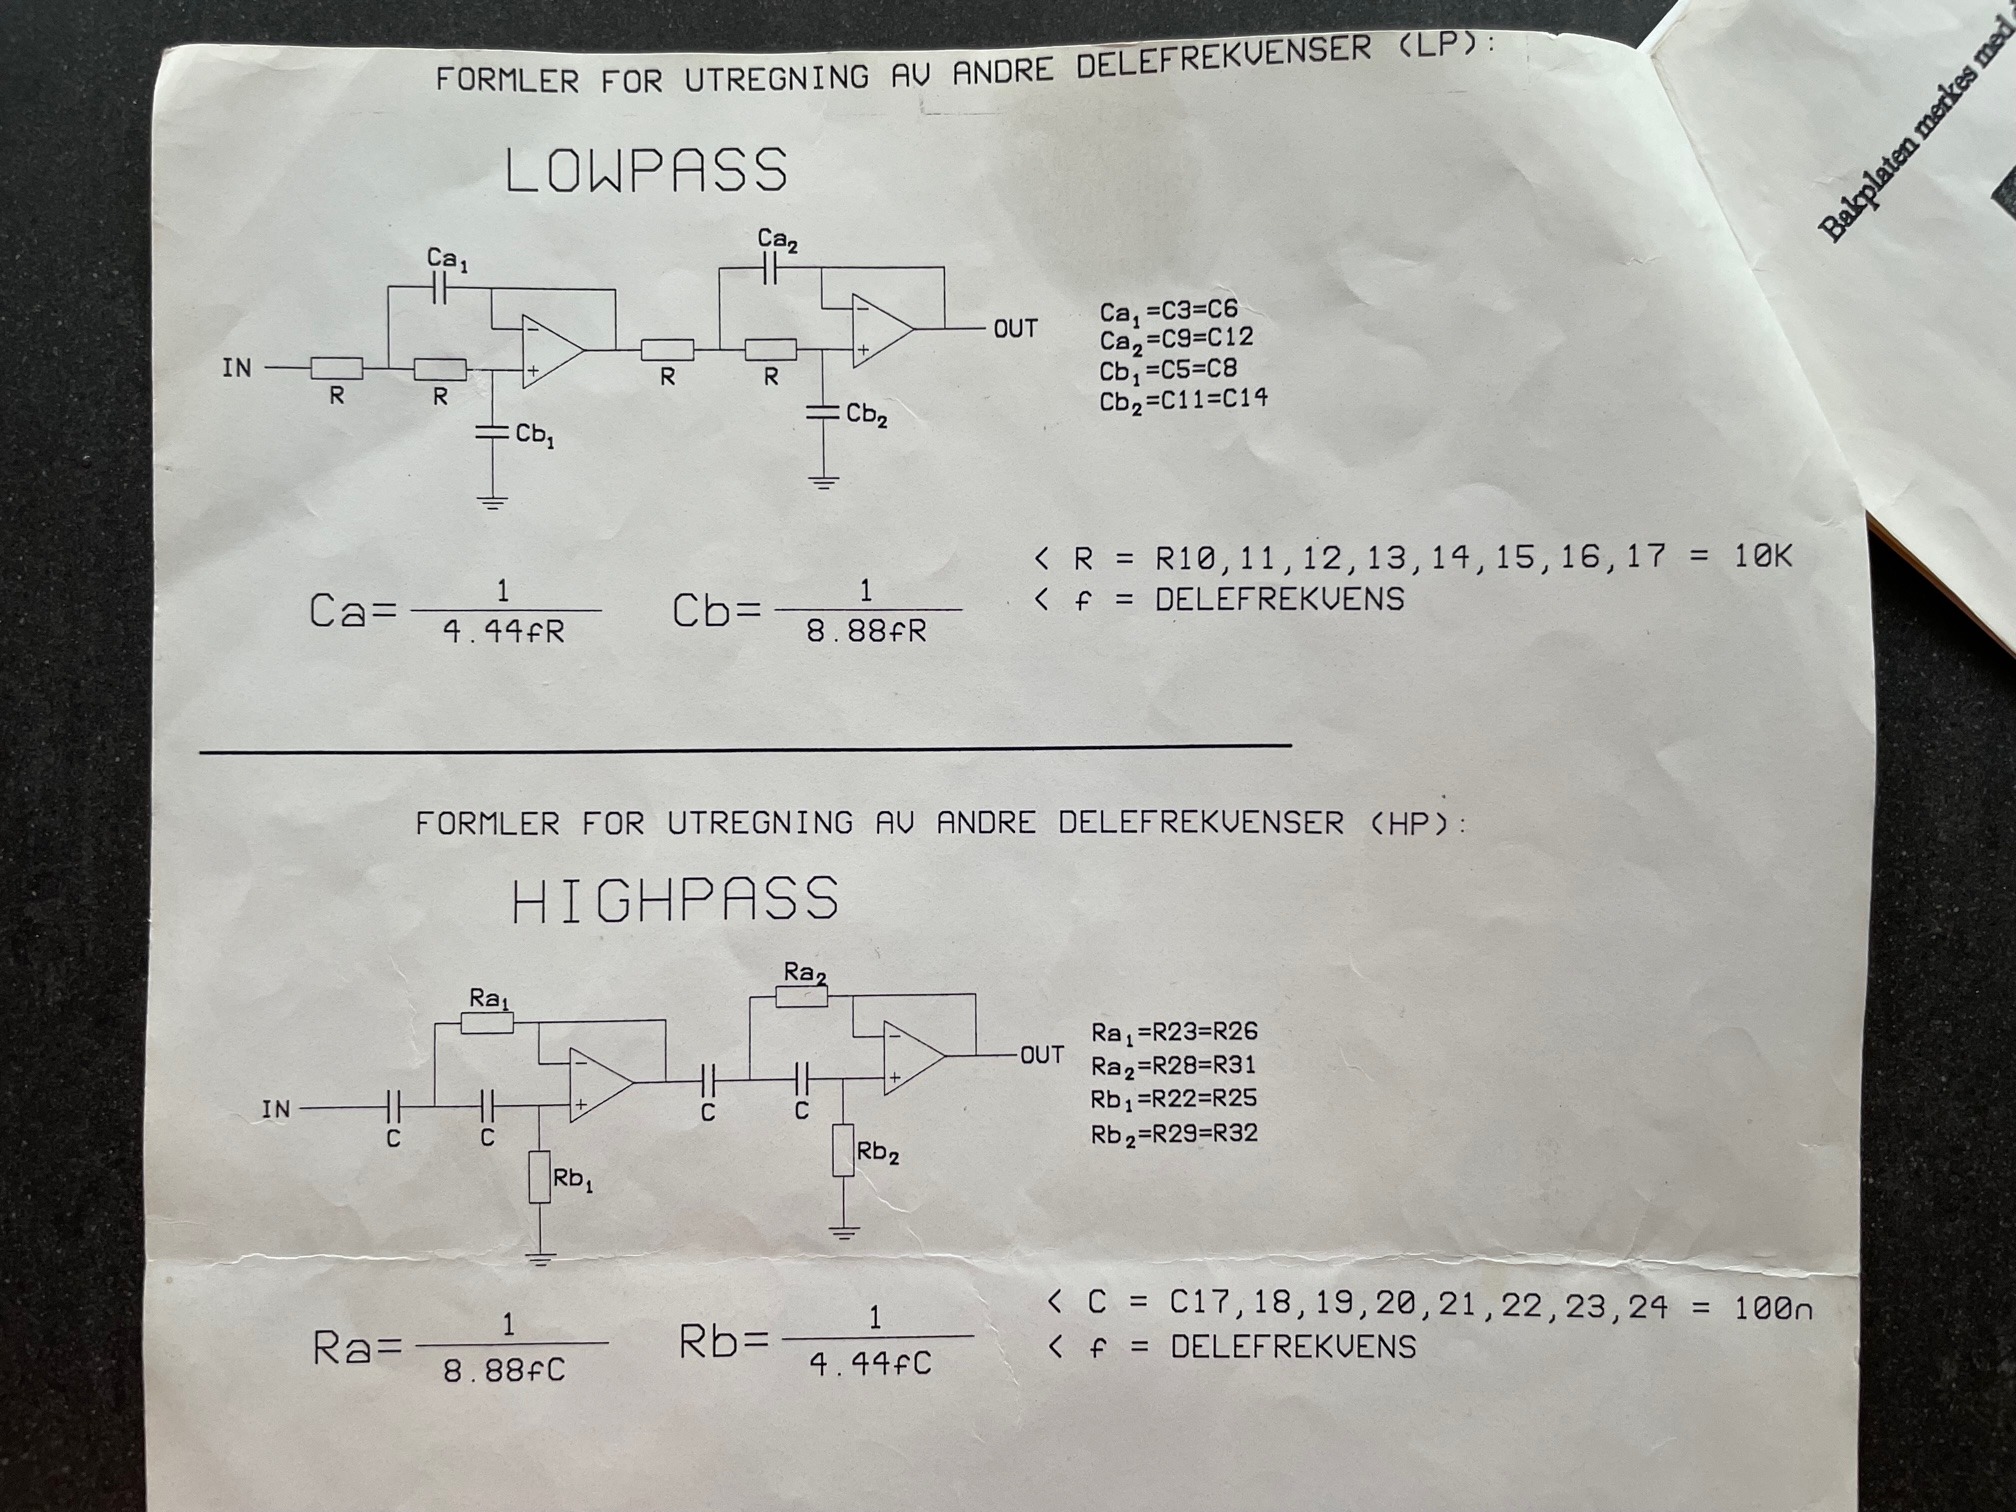 FORMLER FOR UTREGNING AV ANDRE DELEFREKVENSER (LP):
Bakplaten merkes med
LOWPASS
Ca₁
Ca₂
IN
R
R
-
+
Cb₁
R
R
-
+
Cb₂
OUT
Ca₁=C3=C6
Ca₂=C9=C12
Cb₁=C5=C8
Cb₂=C11=C14
Ca= 1 / 4.44fR
Cb= 1 / 8.88fR
< R = R10,11,12,13,14,15,16,17 = 10K
< f = DELEFREKVENS
FORMLER FOR UTREGNING AV ANDRE DELEFREKVENSER (HP):
HIGHPASS
Ra₁
Ra₂
IN
C
C
-
+
Rb₁
C
C
-
+
Rb₂
OUT
Ra₁=R23=R26
Ra₂=R28=R31
Rb₁=R22=R25
Rb₂=R29=R32
Ra= 1 / 8.88fC
Rb= 1 / 4.44fC
< C = C17,18,19,20,21,22,23,24 = 100n
< f = DELEFREKVENS